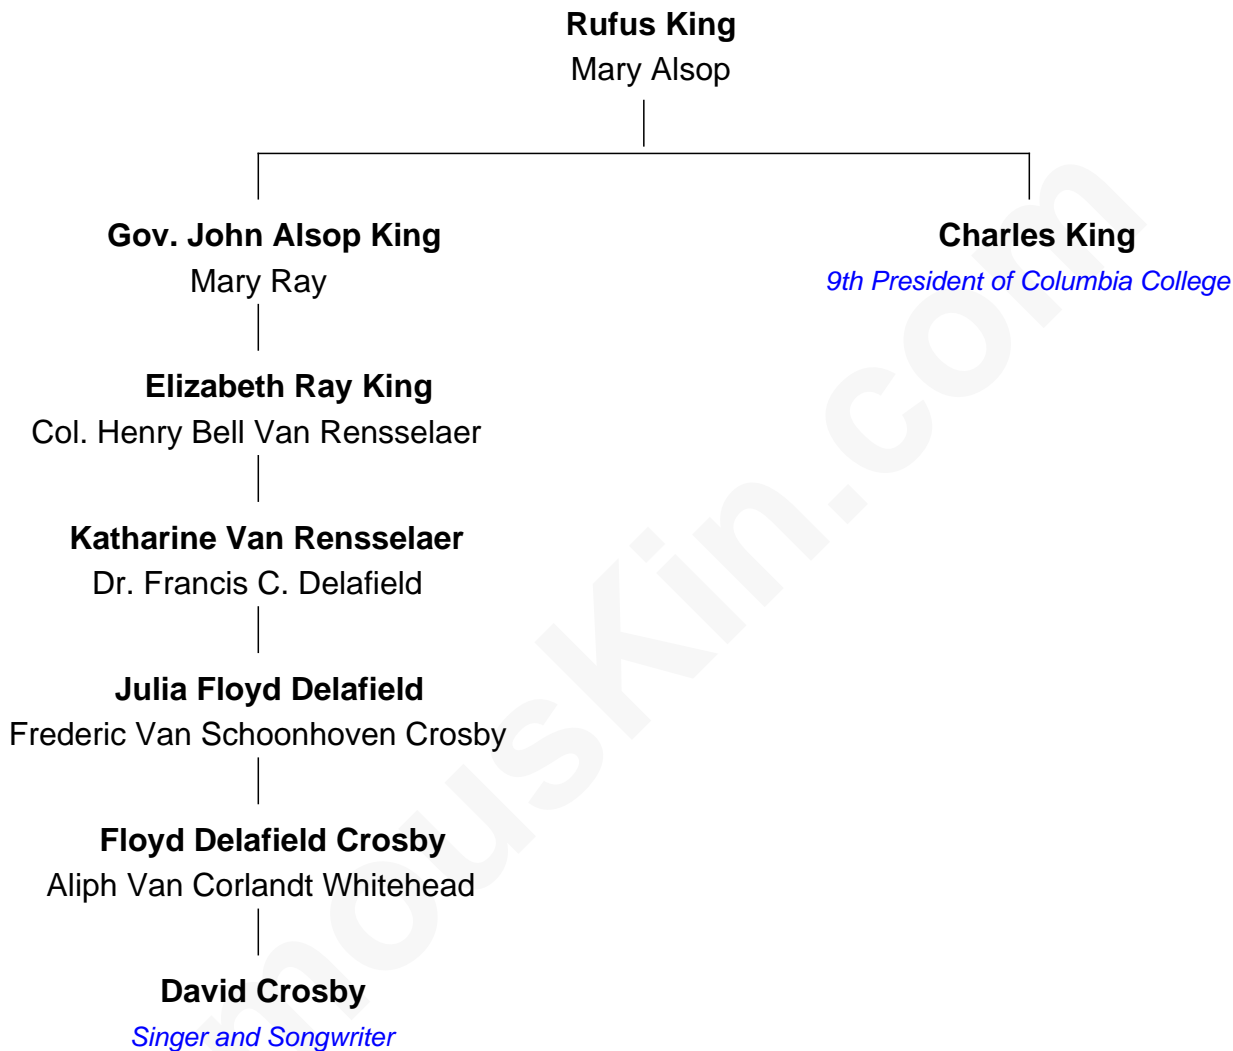 Rufus King
Mary Alsop
Gov. John Alsop King
Mary Ray
Charles King
9th President of Columbia College
Elizabeth Ray King
Col. Henry Bell Van Rensselaer
Katharine Van Rensselaer
Dr. Francis C. Delafield
Julia Floyd Delafield
Frederic Van Schoonhoven Crosby
Floyd Delafield Crosby
Aliph Van Corlandt Whitehead
David Crosby
Singer and Songwriter
mousKin.com